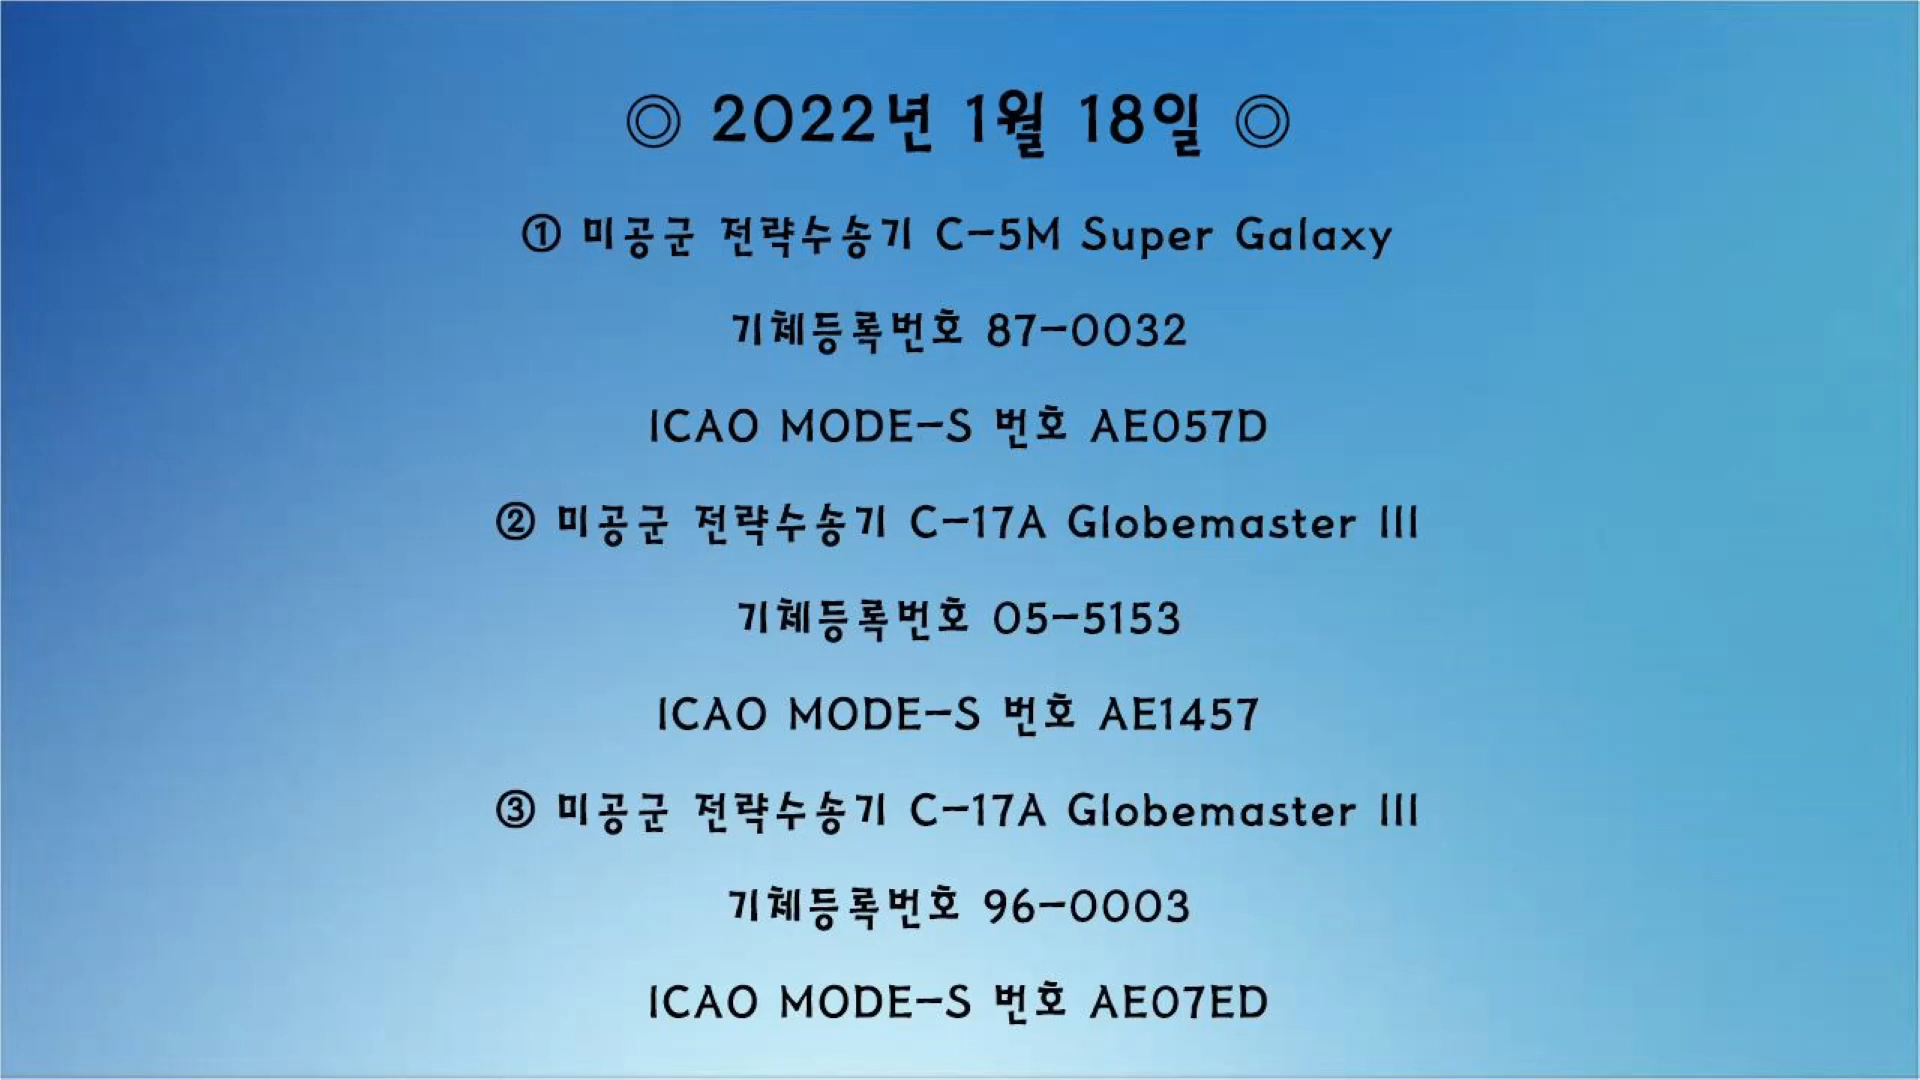 ◎ 2022년 1월 18일 ◎
① 미공군 전략수송기 C-5M Super Galaxy
기체등록번호 87-0032
ICAO MODE-S 번호 AE057D
② 미공군 전략수송기 C-17A Globemaster III
기체등록번호 05-5153
ICAO MODE-S 번호 AE1457
③ 미공군 전략수송기 C-17A Globemaster III
기체등록번호 96-0003
ICAO MODE-S 번호 AE07ED